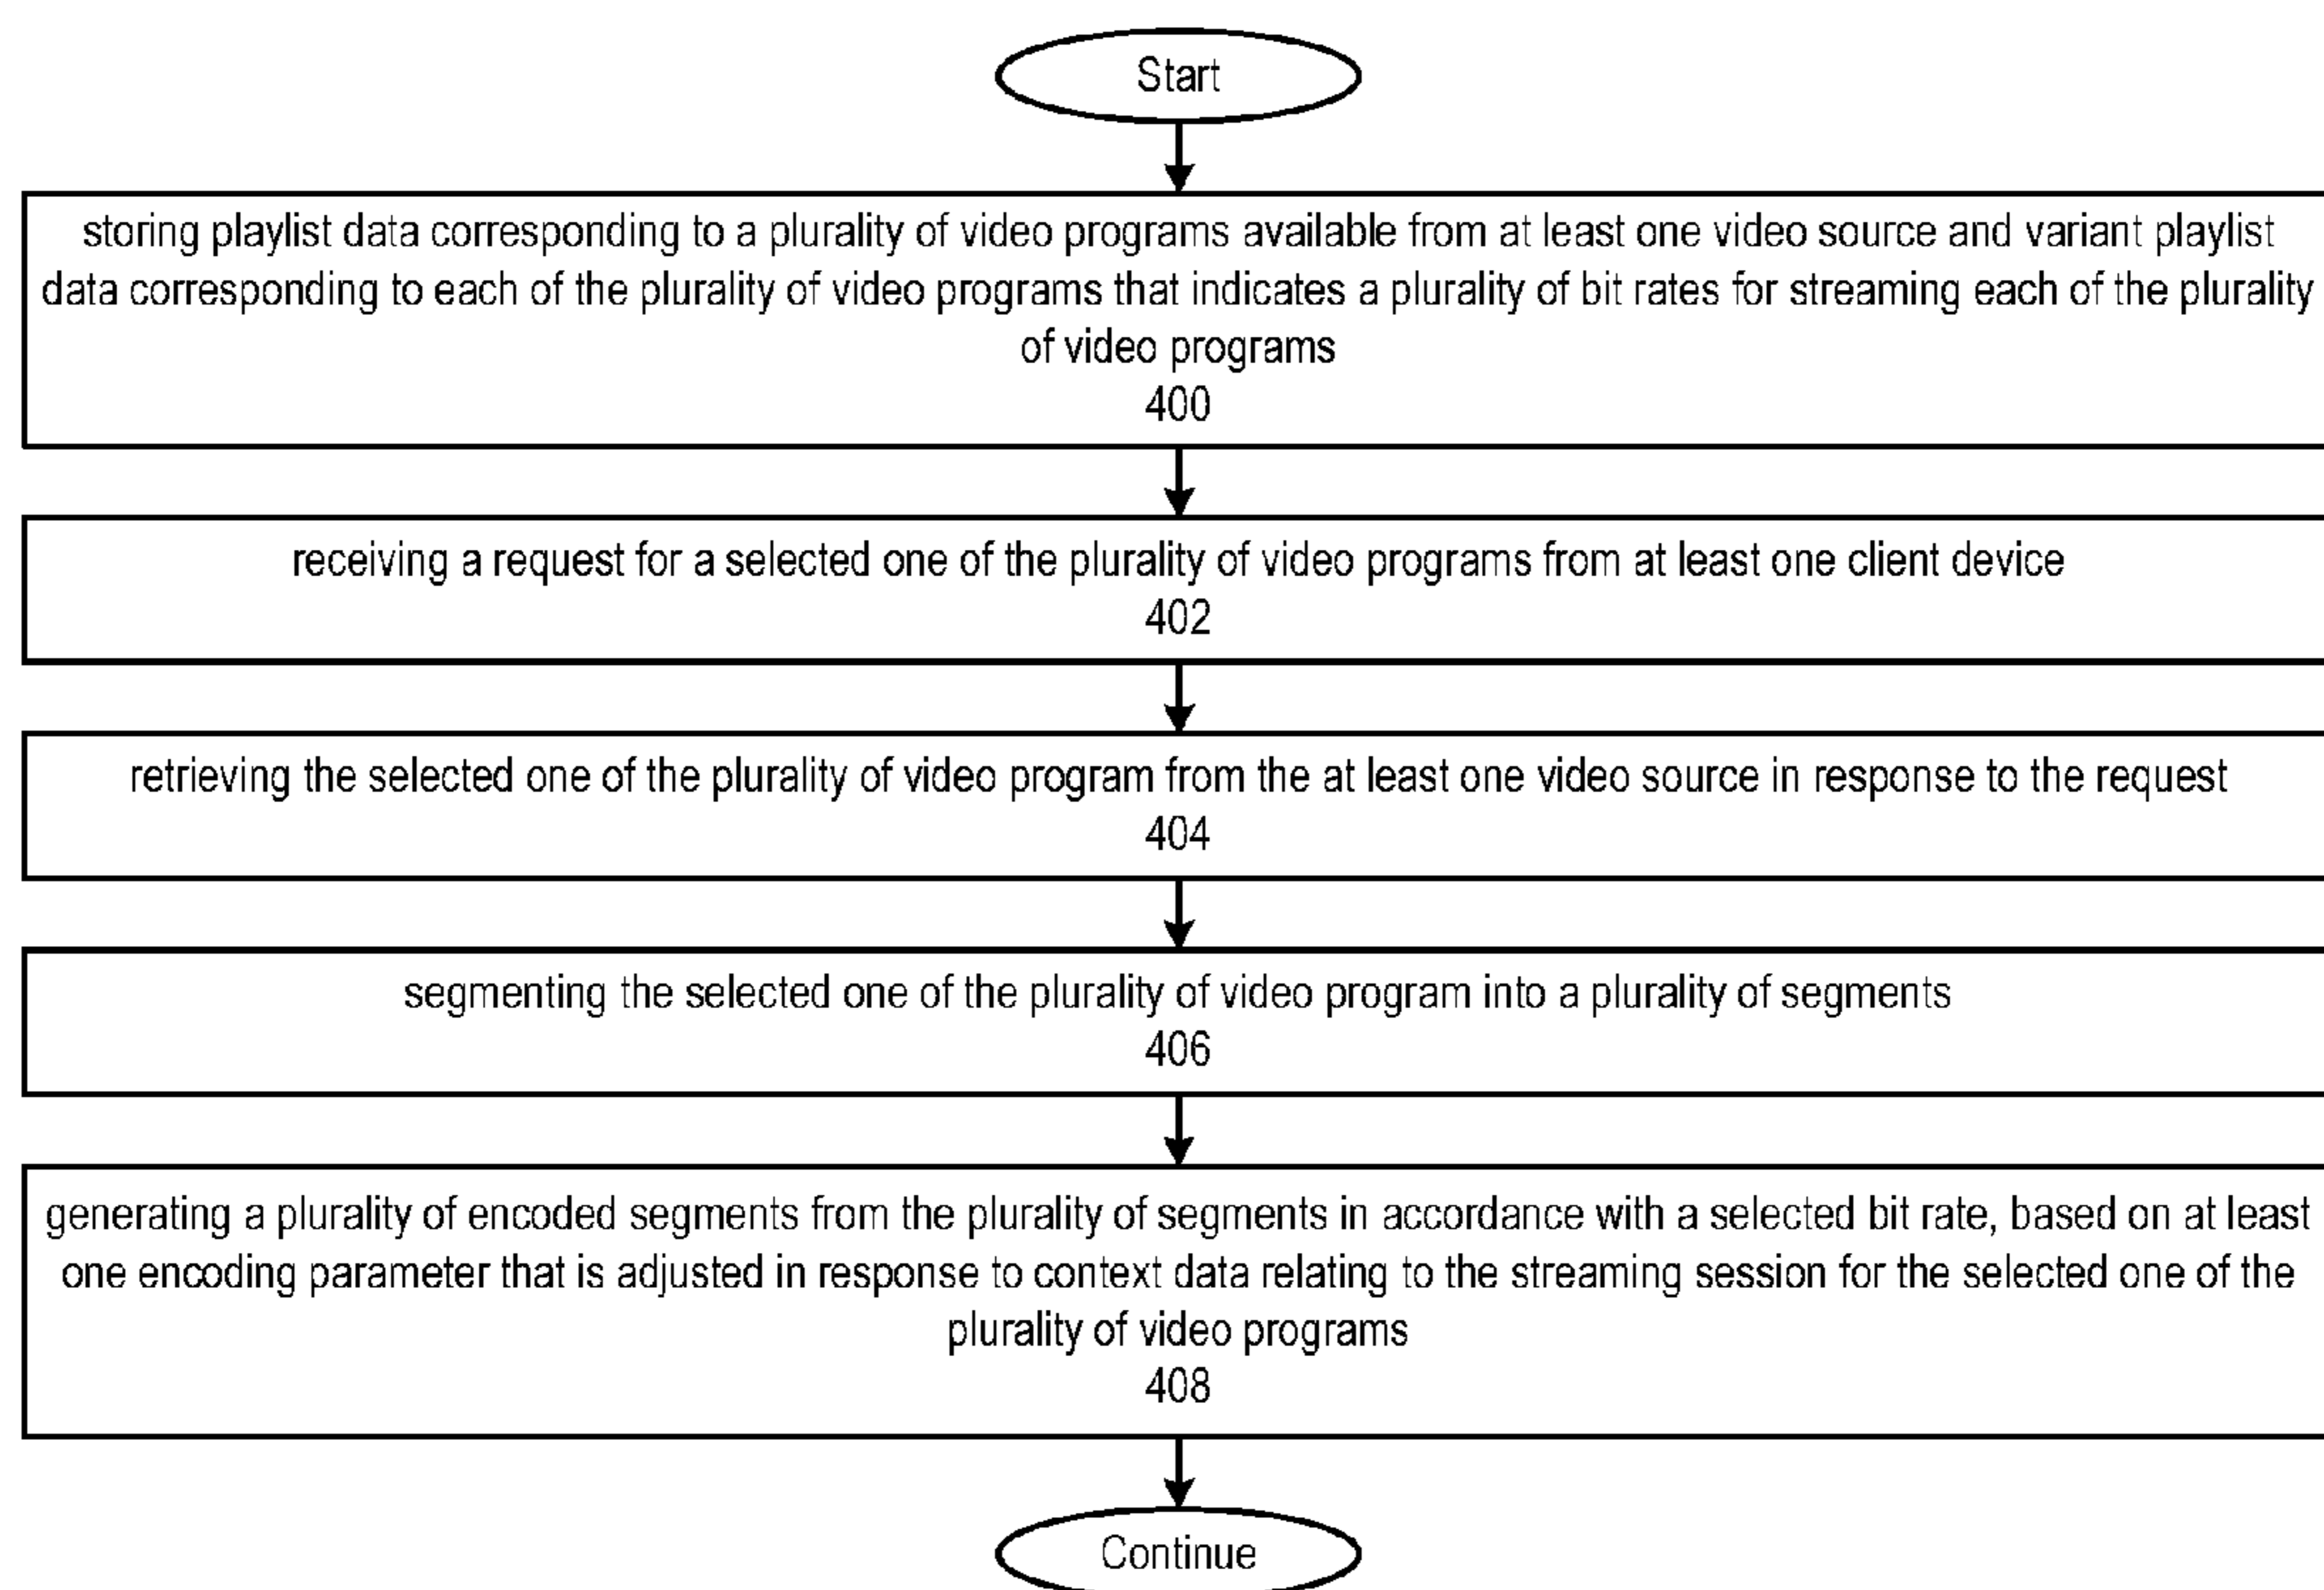 Start
storing playlist data corresponding to a plurality of video programs available from at least one video source and variant playlist
data corresponding to each of the plurality of video programs that indicates a plurality of bit rates for streaming each of the plurality
of video programs
400
receiving a request for a selected one of the plurality of video programs from at least one client device
402
retrieving the selected one of the plurality of video program from the at least one video source in response to the request
404
segmenting the selected one of the plurality of video program into a plurality of segments
406
generating a plurality of encoded segments from the plurality of segments in accordance with a selected bit rate, based on at least
one encoding parameter that is adjusted in response to context data relating to the streaming session for the selected one of the
plurality of video programs
408
Continue